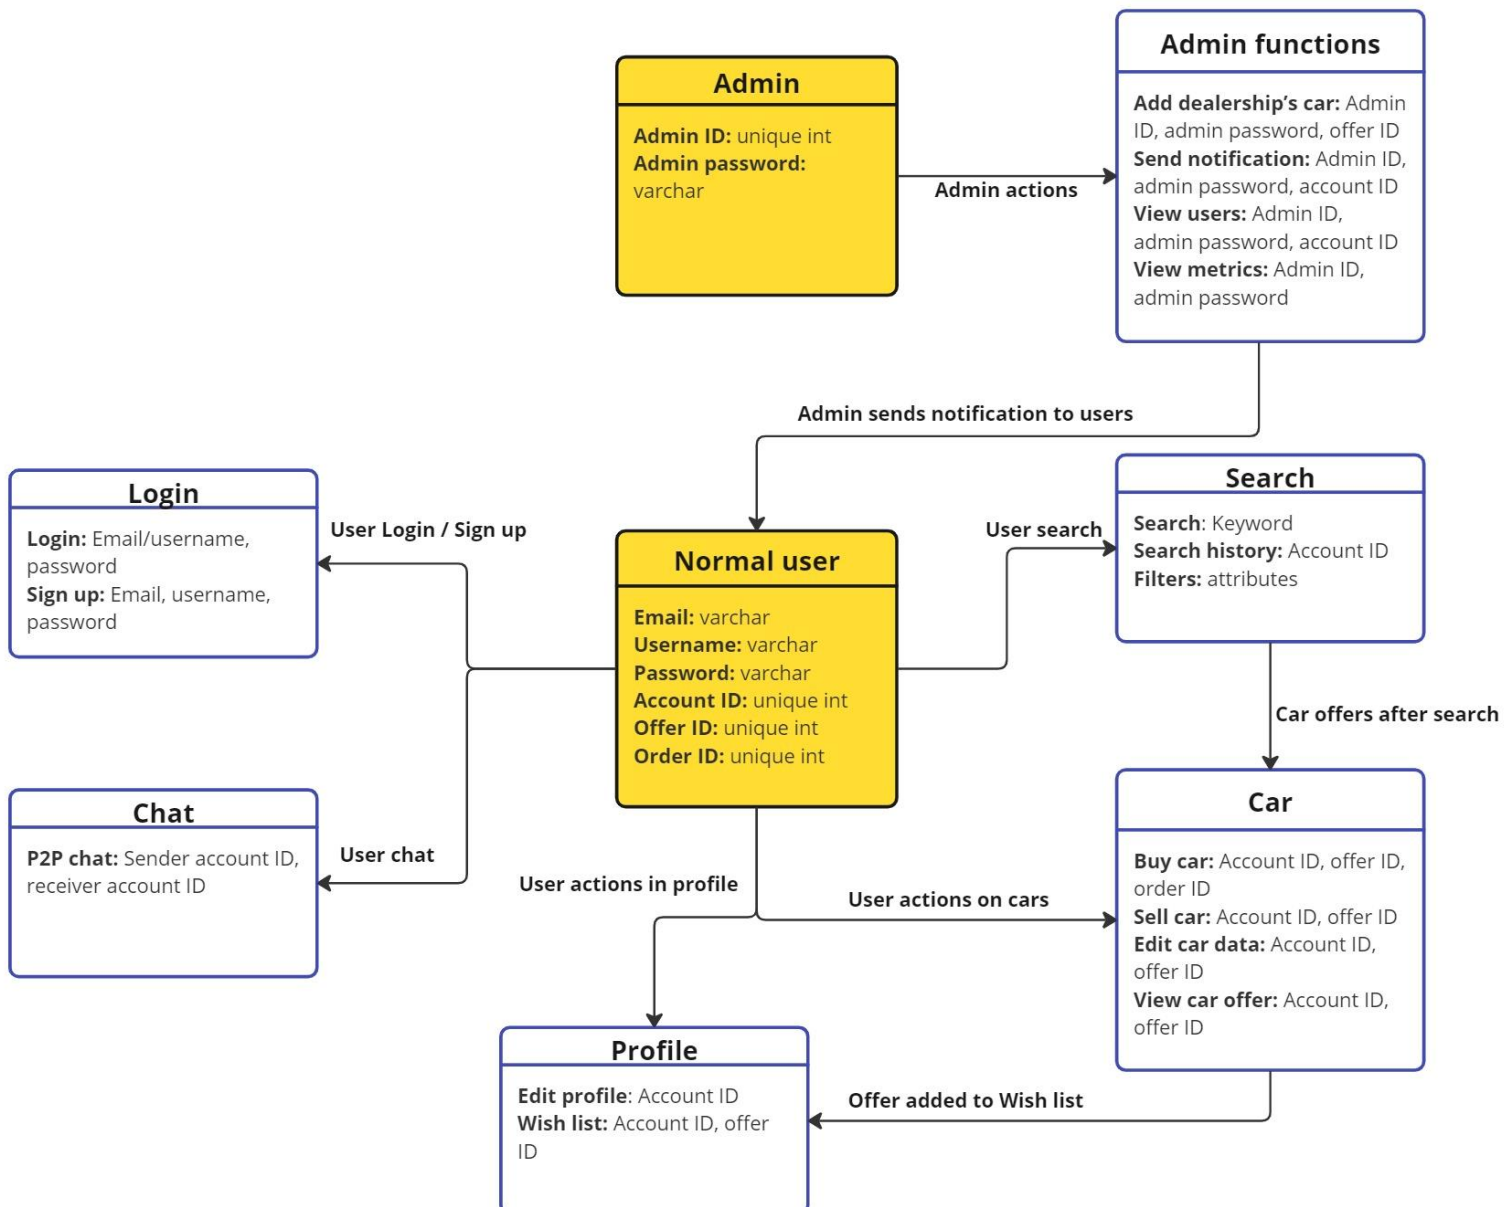 Admin functions
Add dealership’s car: Admin
ID, admin password, offer ID
Send notification: Admin ID,
admin password, account ID
View users: Admin ID,
admin password, account ID
View metrics: Admin ID,
admin password
Admin
Admin ID: unique int
Admin password:
varchar
Admin actions
Admin sends notification to users
Login
Login: Email/username,
password
Sign up: Email, username,
password
User Login / Sign up
Normal user
Email: varchar
Username: varchar
Password: varchar
Account ID: unique int
Offer ID: unique int
Order ID: unique int
User search
Search
Search: Keyword
Search history: Account ID
Filters: attributes
Car offers after search
Chat
P2P chat: Sender account ID,
receiver account ID
User chat
User actions in profile
User actions on cars
Car
Buy car: Account ID, offer ID,
order ID
Sell car: Account ID, offer ID
Edit car data: Account ID,
offer ID
View car offer: Account ID,
offer ID
Profile
Edit profile: Account ID
Wish list: Account ID, offer
ID
Offer added to Wish list